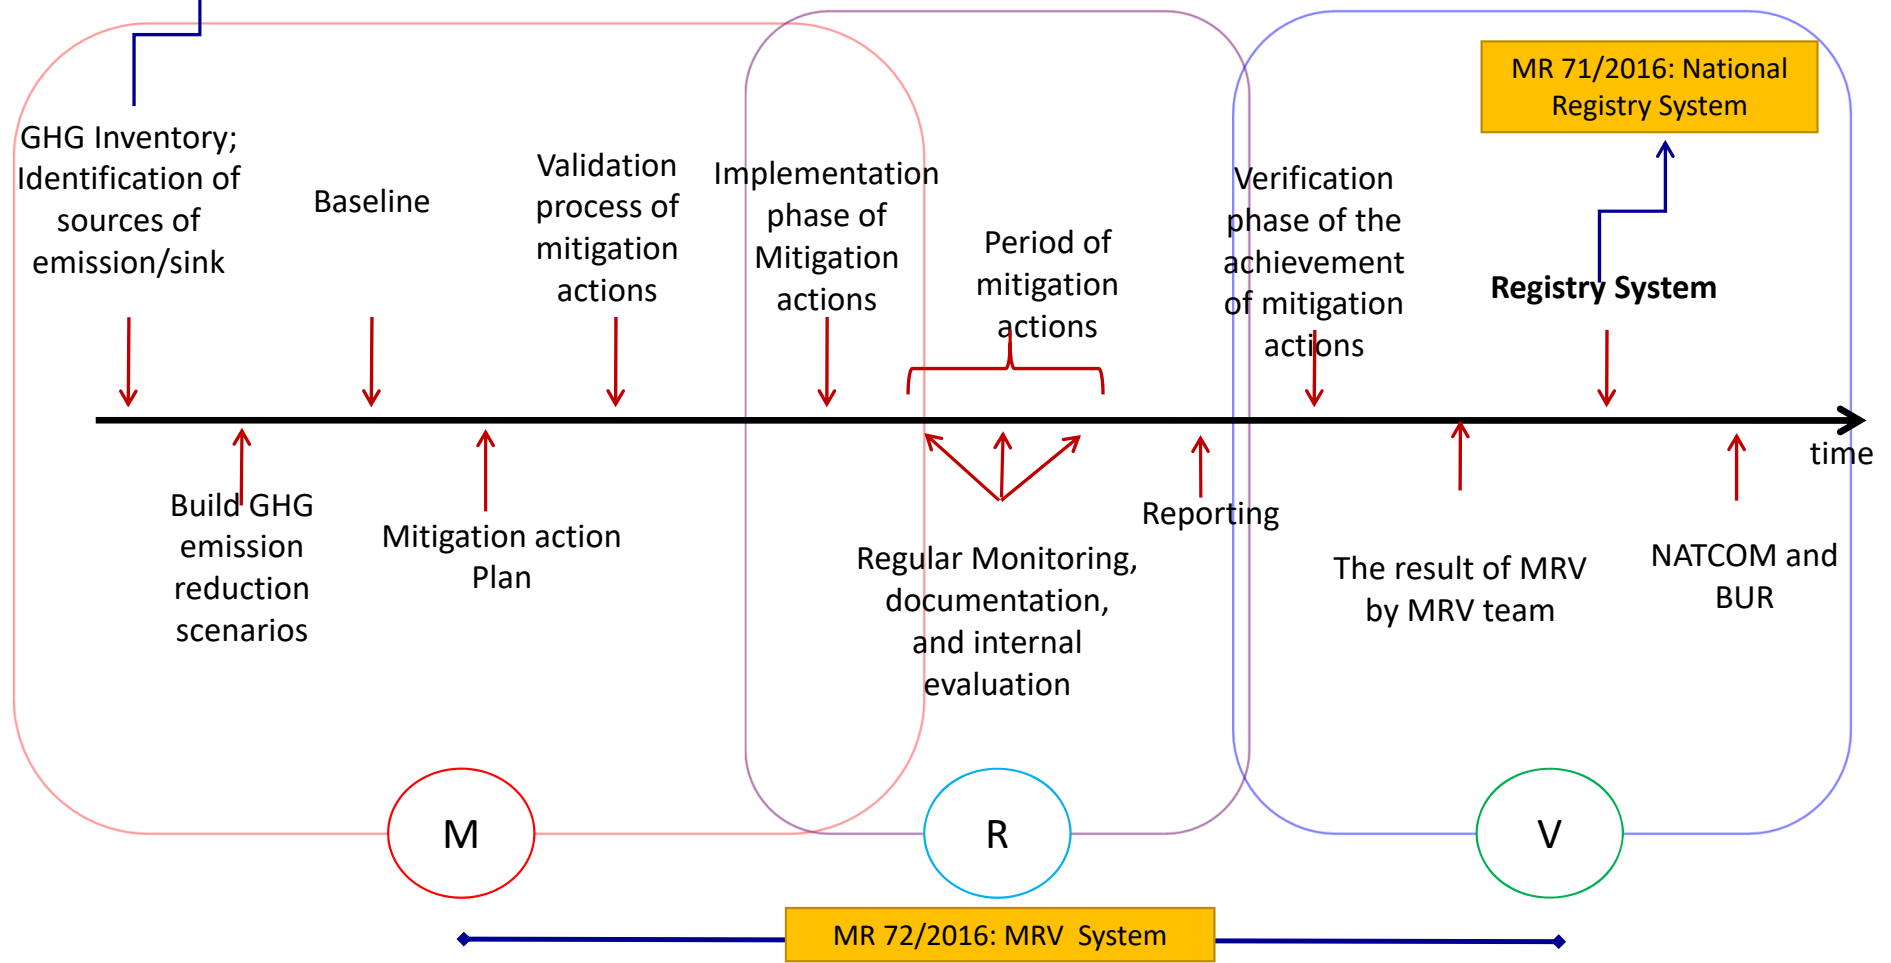 MR 71/2016: National
Registry System
GHG Inventory;
Identification of
sources of
emission/sink
Baseline
Validation
process of
mitigation
actions
Implementation
phase of
Mitigation
actions
Period of
mitigation
actions
Verification
phase of the
achievement
of mitigation
actions
Registry System
time
Build GHG
emission
reduction
scenarios
Mitigation action
Plan
Regular Monitoring,
documentation,
and internal
evaluation
Reporting
The result of MRV
by MRV team
NATCOM and
BUR
M
R
V
MR 72/2016: MRV System